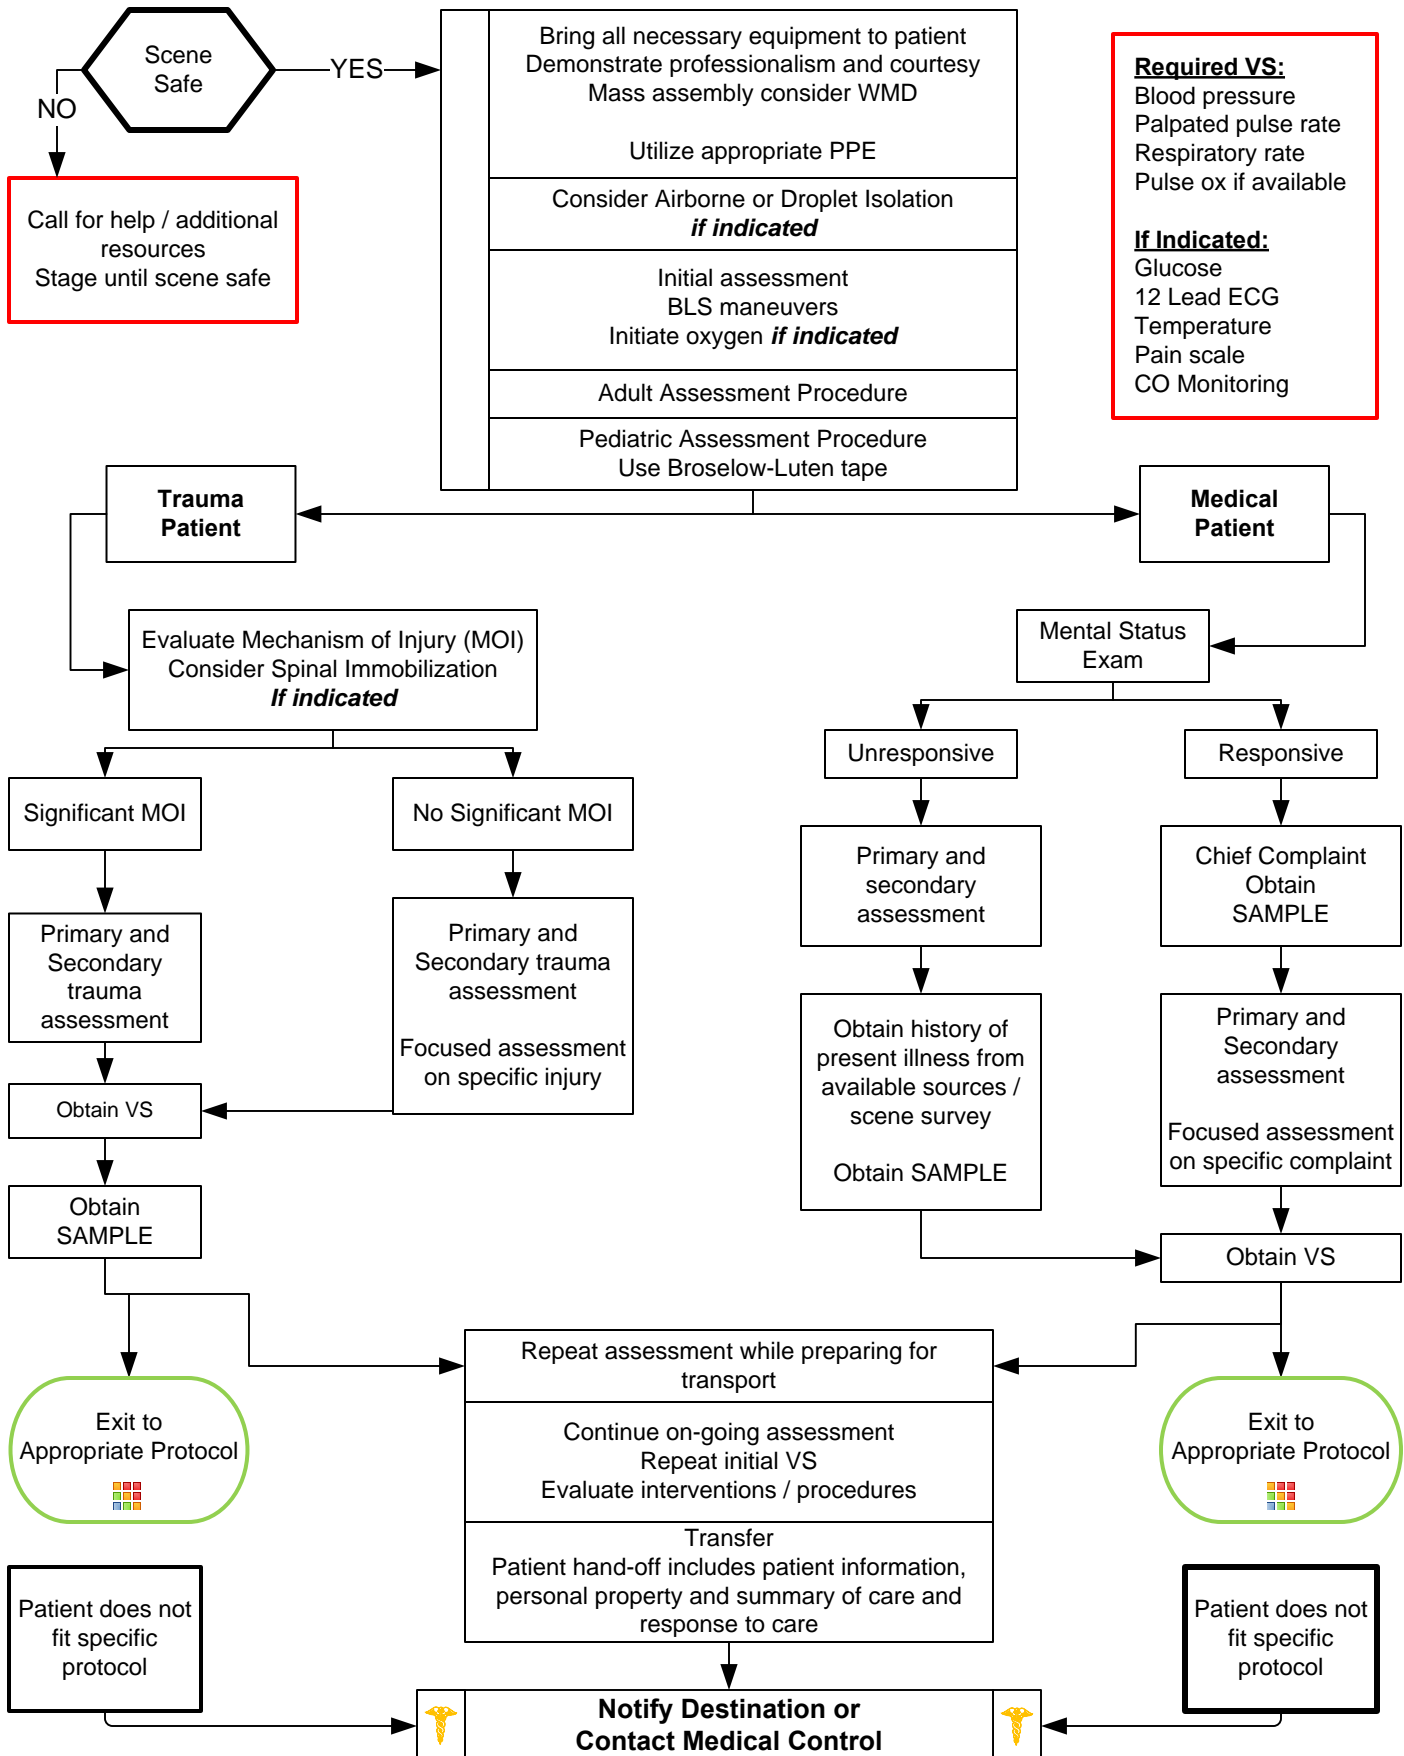 Scene
Safe
YES
NO
Call for help / additional
resources
Stage until scene safe
Bring all necessary equipment to patient
Demonstrate professionalism and courtesy
Mass assembly consider WMD
Utilize appropriate PPE
Consider Airborne or Droplet Isolation
if indicated
Initial assessment
BLS maneuvers
Initiate oxygen if indicated
Adult Assessment Procedure
Pediatric Assessment Procedure
Use Broselow-Luten tape
Required VS:
Blood pressure
Palpated pulse rate
Respiratory rate
Pulse ox if available
If Indicated:
Glucose
12 Lead ECG
Temperature
Pain scale
CO Monitoring
Trauma
Patient
Medical
Patient
Evaluate Mechanism of Injury (MOI)
Consider Spinal Immobilization
If indicated
Mental Status
Exam
Significant MOI
No Significant MOI
Unresponsive
Responsive
Primary and
Secondary
trauma
assessment
Primary and
Secondary trauma
assessment
Focused assessment
on specific injury
Primary and
secondary
assessment
Chief Complaint
Obtain
SAMPLE
Obtain history of
present illness from
available sources /
scene survey
Obtain SAMPLE
Primary and
Secondary
assessment
Focused assessment
on specific complaint
Obtain VS
Obtain
SAMPLE
Obtain VS
Repeat assessment while preparing for
transport
Continue on-going assessment
Repeat initial VS
Evaluate interventions / procedures
Transfer
Patient hand-off includes patient information,
personal property and summary of care and
response to care
Exit to
Appropriate Protocol
Exit to
Appropriate Protocol
Patient does not
fit specific
protocol
Patient does not
fit specific
protocol
Notify Destination or
Contact Medical Control